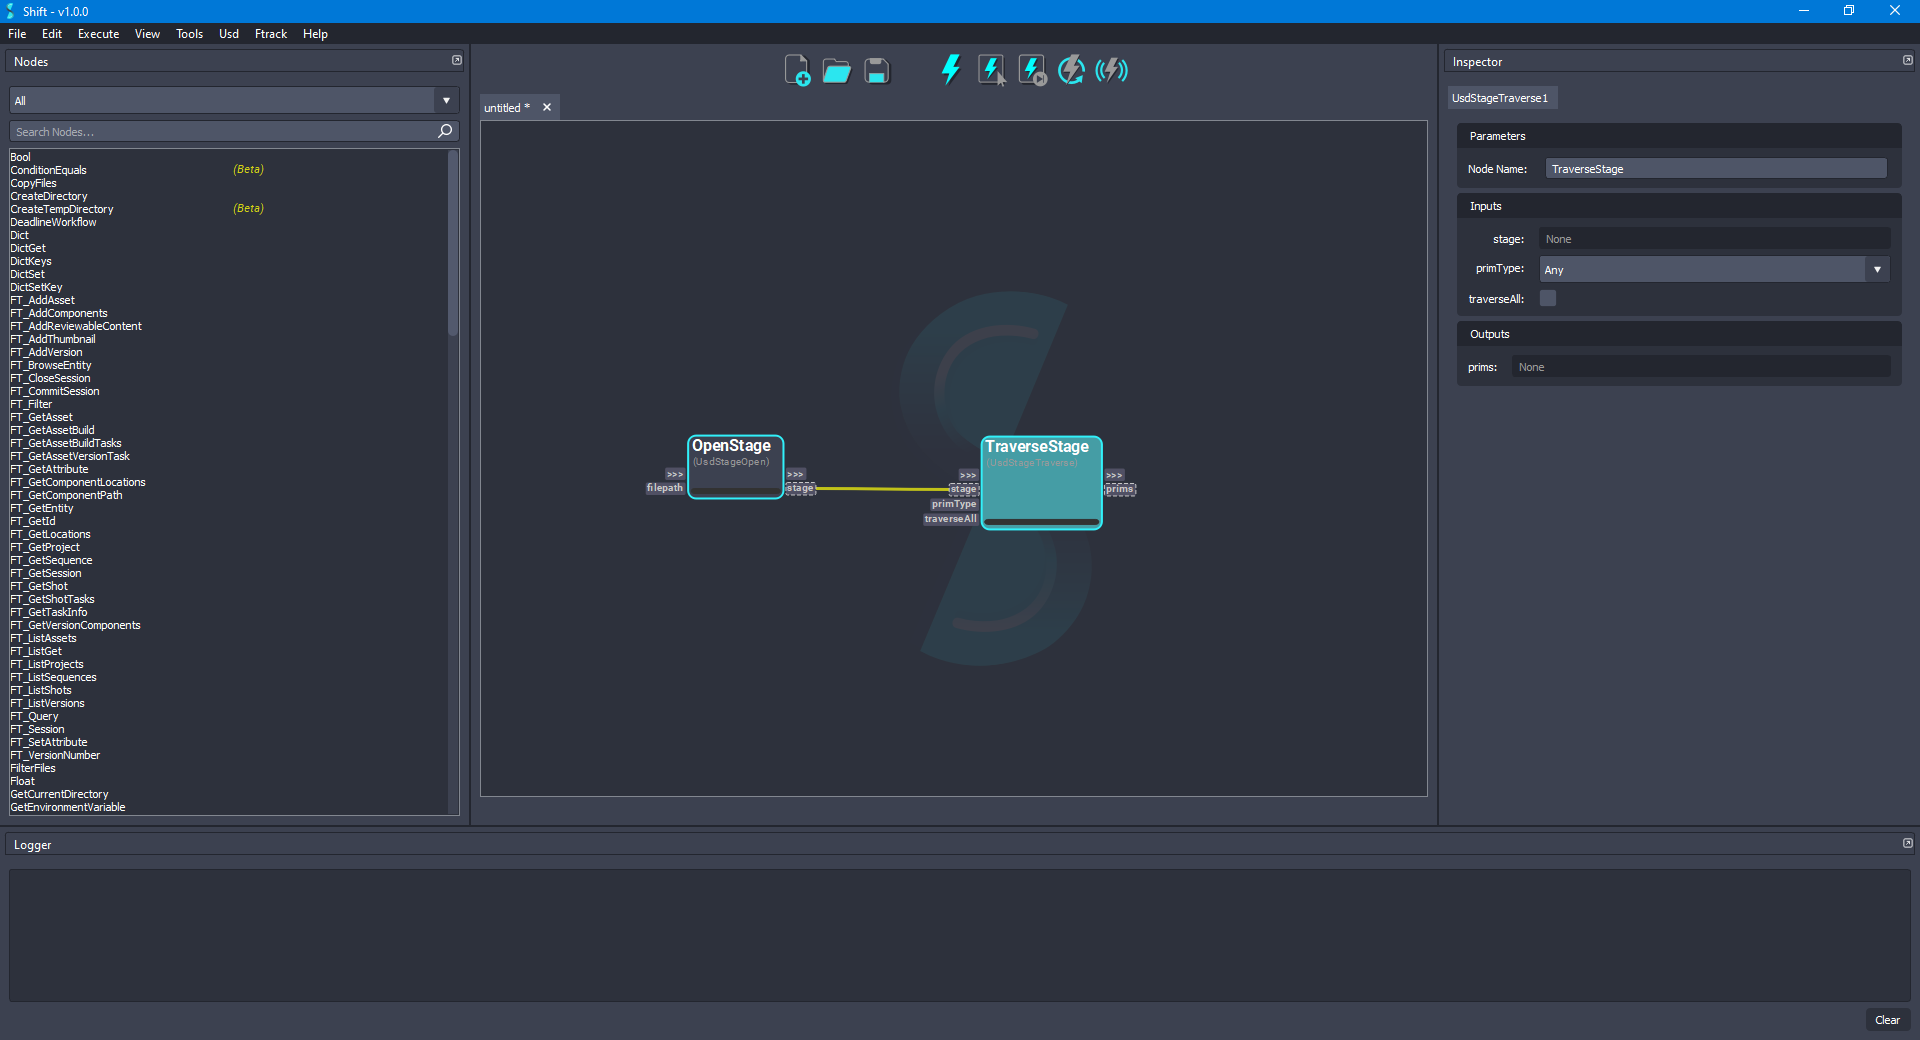 Shift - v1.0.0
File Edit Execute View Tools Usd Ftrack Help
Nodes
All
Search Nodes...
Bool
ConditionEquals (Beta)
CopyFiles
CreateDirectory
CreateTempDirectory (Beta)
DeadlineWorkflow
Dict
DictGet
DictKeys
DictSet
DictSetKey
FT_AddAsset
FT_AddComponents
FT_AddReviewableContent
FT_AddThumbnail
FT_AddVersion
FT_BrowseEntity
FT_CloseSession
FT_CommitSession
FT_Filter
FT_GetAsset
FT_GetAssetBuild
FT_GetAssetBuildTasks
FT_GetAssetVersionTask
FT_GetAttribute
FT_GetComponentLocations
FT_GetComponentPath
FT_GetEntity
FT_GetId
FT_GetLocations
FT_GetProject
FT_GetSequence
FT_GetSession
FT_GetShot
FT_GetShotTasks
FT_GetTaskInfo
FT_GetVersionComponents
FT_ListAssets
FT_ListGet
FT_ListProjects
FT_ListSequences
FT_ListShots
FT_ListVersions
FT_Query
FT_Session
FT_SetAttribute
FT_VersionNumber
FilterFiles
Float
GetCurrentDirectory
GetEnvironmentVariable
untitled *
OpenStage
(UsdStageOpen)
>>> >>>
filepath stage
TraverseStage
(UsdStageTraverse)
>>> >>>
stage prims
primType
traverseAll
Inspector
UsdStageTraverse1
Parameters
Node Name: TraverseStage
Inputs
stage: None
primType: Any
traverseAll:
Outputs
prims: None
Logger
Clear